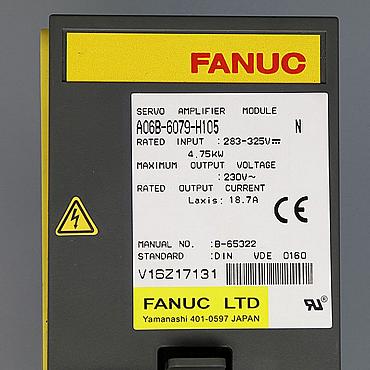 FANUC
SERVO AMPLIFIER MODULE
A06B-6079-H105 N
RATED INPUT :283-325V⎓
4.75KW
MAXIMUM OUTPUT VOLTAGE
:230V~
RATED OUTPUT CURRENT
Laxis: 18.7A
CE
MANUAL NO. :B-65322
STANDARD :DIN VDE 0160
V16Z17131
FANUC LTD
Yamanashi 401-0597 JAPAN